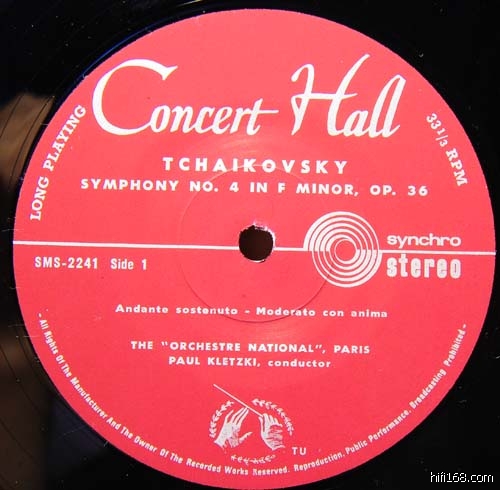 Concert Hall
LONG PLAYING
33 1/3 RPM
TCHAIKOVSKY
SYMPHONY NO. 4 IN F MINOR, OP. 36
synchro
stereo
SMS-2241 Side 1
Andante sostenuto - Moderato con anima
THE "ORCHESTRE NATIONAL", PARIS
PAUL KLETZKI, conductor
TU
- All Rights Of The Manufacturer And The Owner Of The Recorded Works Reserved. Reproduction, Public Performance, Broadcasting Prohibited -
hifi168.com